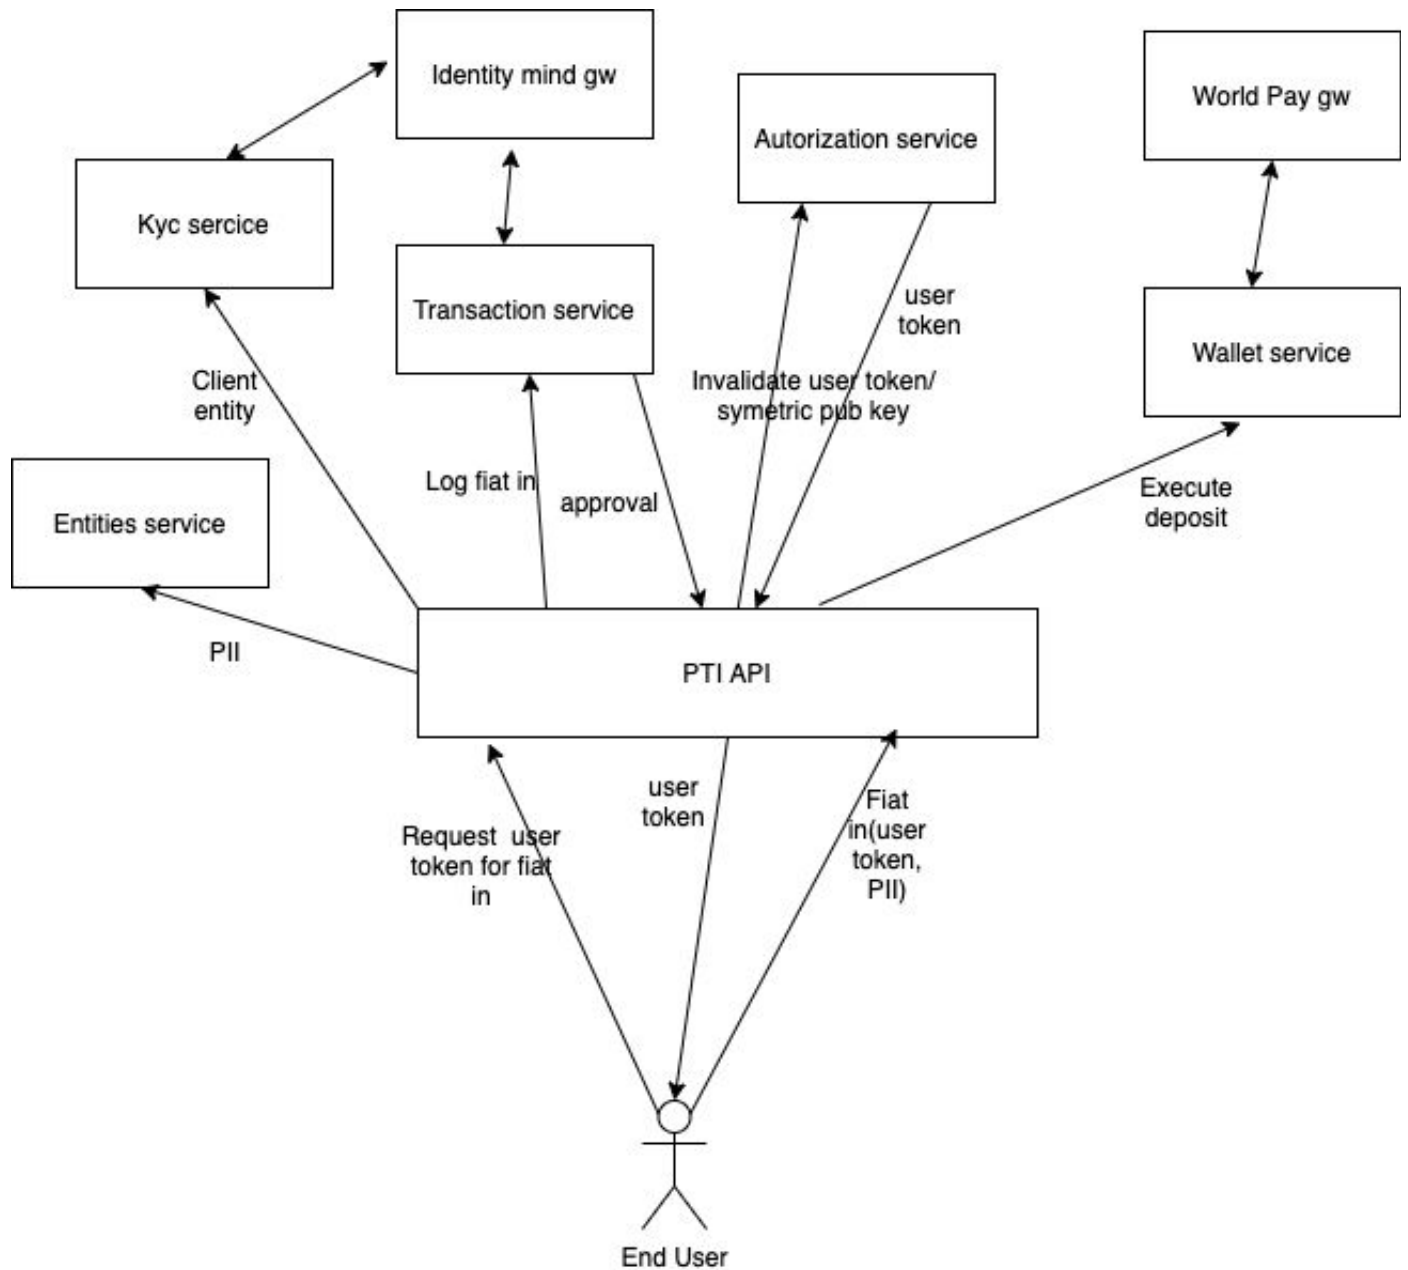 Identity mind gw
World Pay gw
Autorization service
Kyc sercice
Transaction service
user
token
Wallet service
Client
entity
Invalidate user token/
symetric pub key
Log fiat in
approval
Execute
deposit
Entities service
PII
PTI API
user
token
Fiat
in(user
token,
PII)
Request  user
token for fiat
in
End User